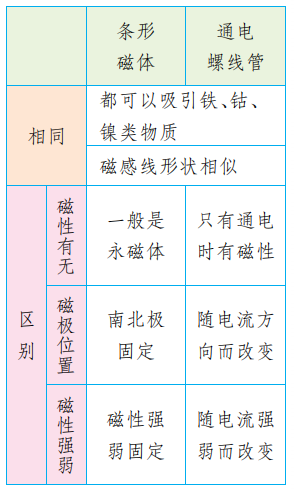 条形 通电
磁体 螺线管
相同
都可以吸引铁、钴、
镍类物质
磁感线形状相似
区别
磁性有无
一般是 只有通电
永磁体 时有磁性
磁极位置
南北极 随电流方
固定 向而改变
磁性强弱
磁性强 随电流强
弱固定 弱而改变